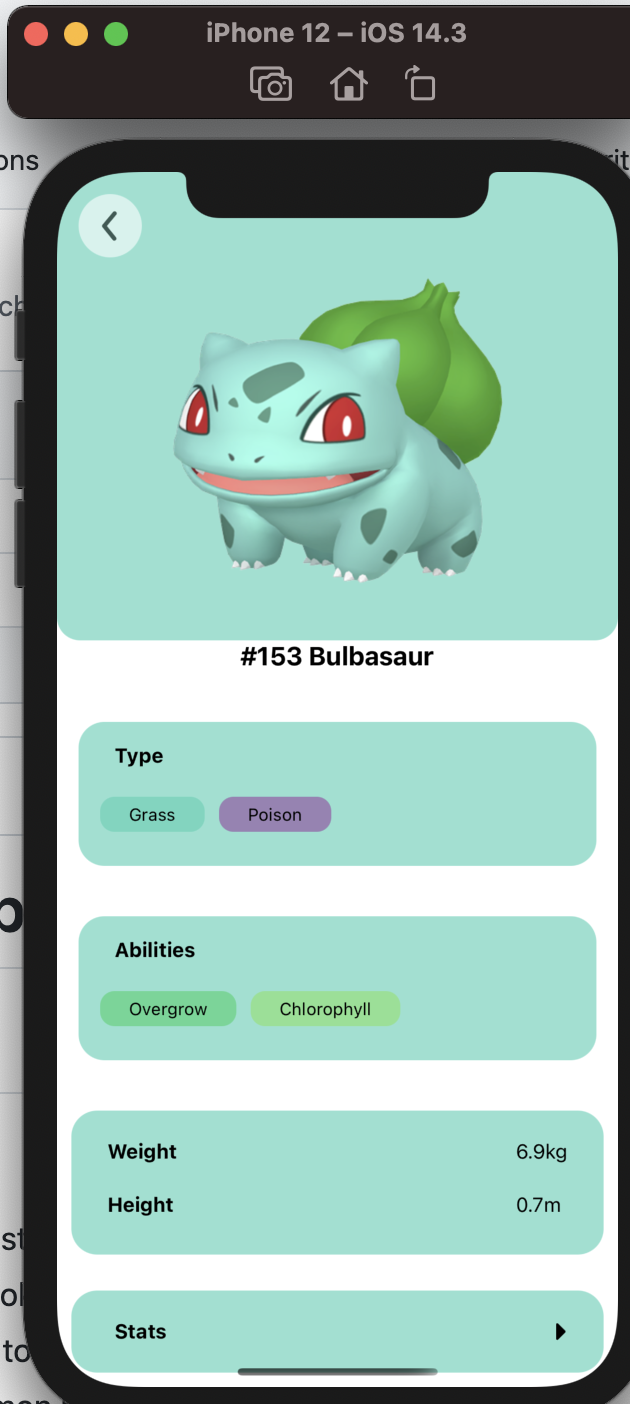 iPhone 12 – iOS 14.3
#153 Bulbasaur
Type
Grass Poison
Abilities
Overgrow Chlorophyll
Weight 6.9kg
Height 0.7m
Stats